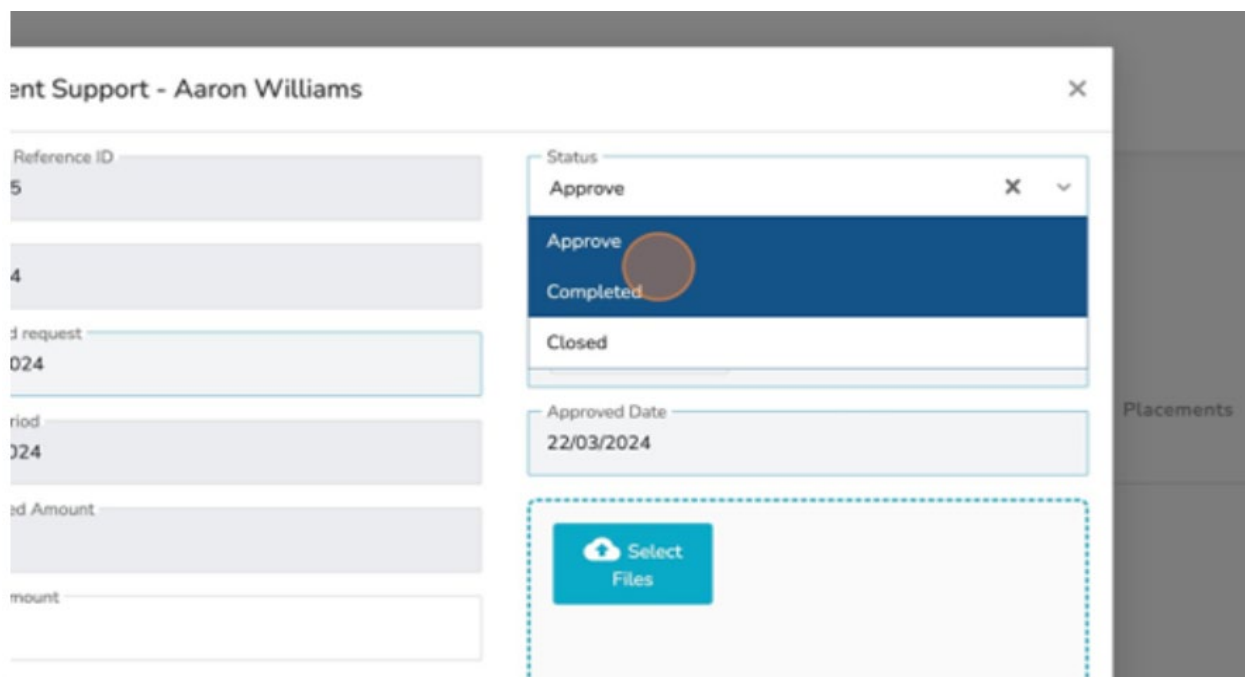 ent Support - Aaron Williams
Reference ID
5
Status
Approve
4
Approve
Completed
Closed
d request
024
riod
024
Approved Date
22/03/2024
Placements
ed Amount
Select
Files
mount